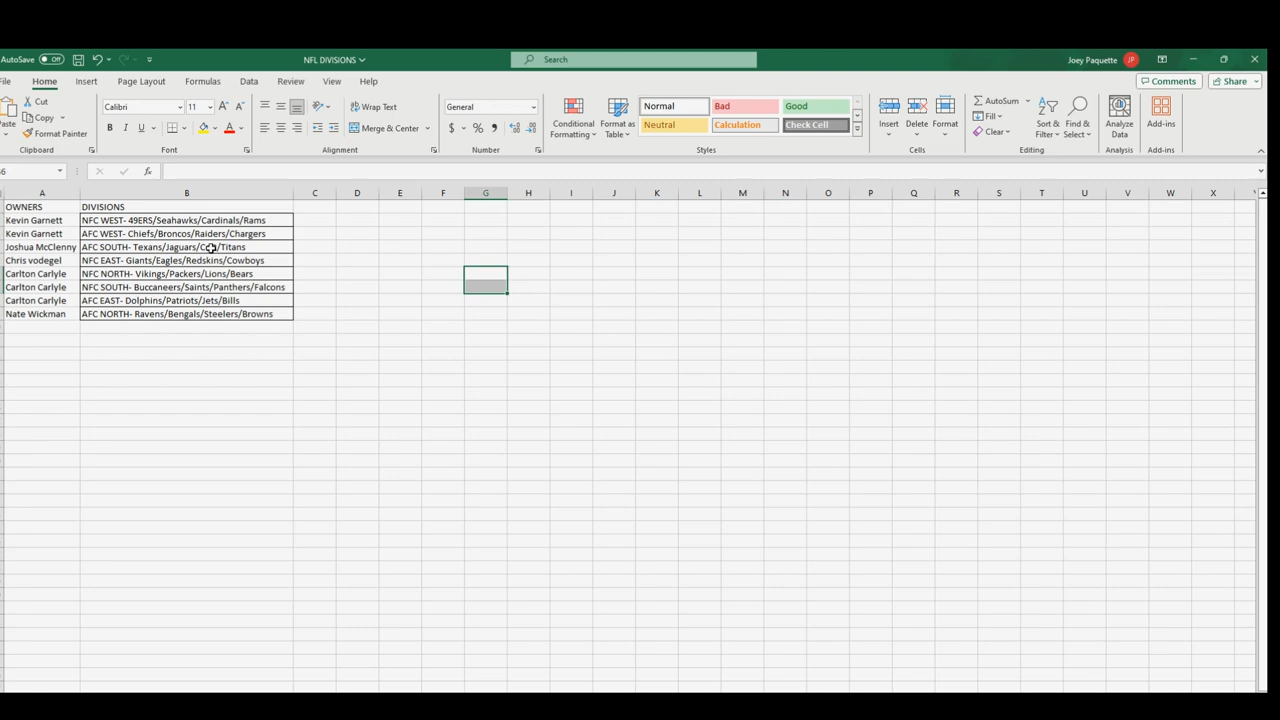 AutoSave Off NFL DIVISIONS Search Joey Paquette JP
File Home Insert Page Layout Formulas Data Review View Help Comments Share
Cut Calibri 11 Wrap Text General Normal Bad Good AutoSum
Copy Fill
Paste Format Painter Merge & Center Conditional Formatting Format as Table Neutral Calculation Check Cell Insert Delete Format Clear Sort & Filter Find & Select Analyze Data Add-ins
Clipboard Font Alignment Number Styles Cells Editing Analysis Add-ins
A B C D E F G H I J K L M N O P Q R S T U V W X
OWNERS DIVISIONS
Kevin Garnett NFC WEST- 49ERS/Seahawks/Cardinals/Rams
Kevin Garnett AFC WEST- Chiefs/Broncos/Raiders/Chargers
Joshua McClenny AFC SOUTH- Texans/Jaguars/ /Titans
Chris vodegel NFC EAST- Giants/Eagles/Redskins/Cowboys
Carlton Carlyle NFC NORTH- Vikings/Packers/Lions/Bears
Carlton Carlyle NFC SOUTH- Buccaneers/Saints/Panthers/Falcons
Carlton Carlyle AFC EAST- Dolphins/Patriots/Jets/Bills
Nate Wickman AFC NORTH- Ravens/Bengals/Steelers/Browns